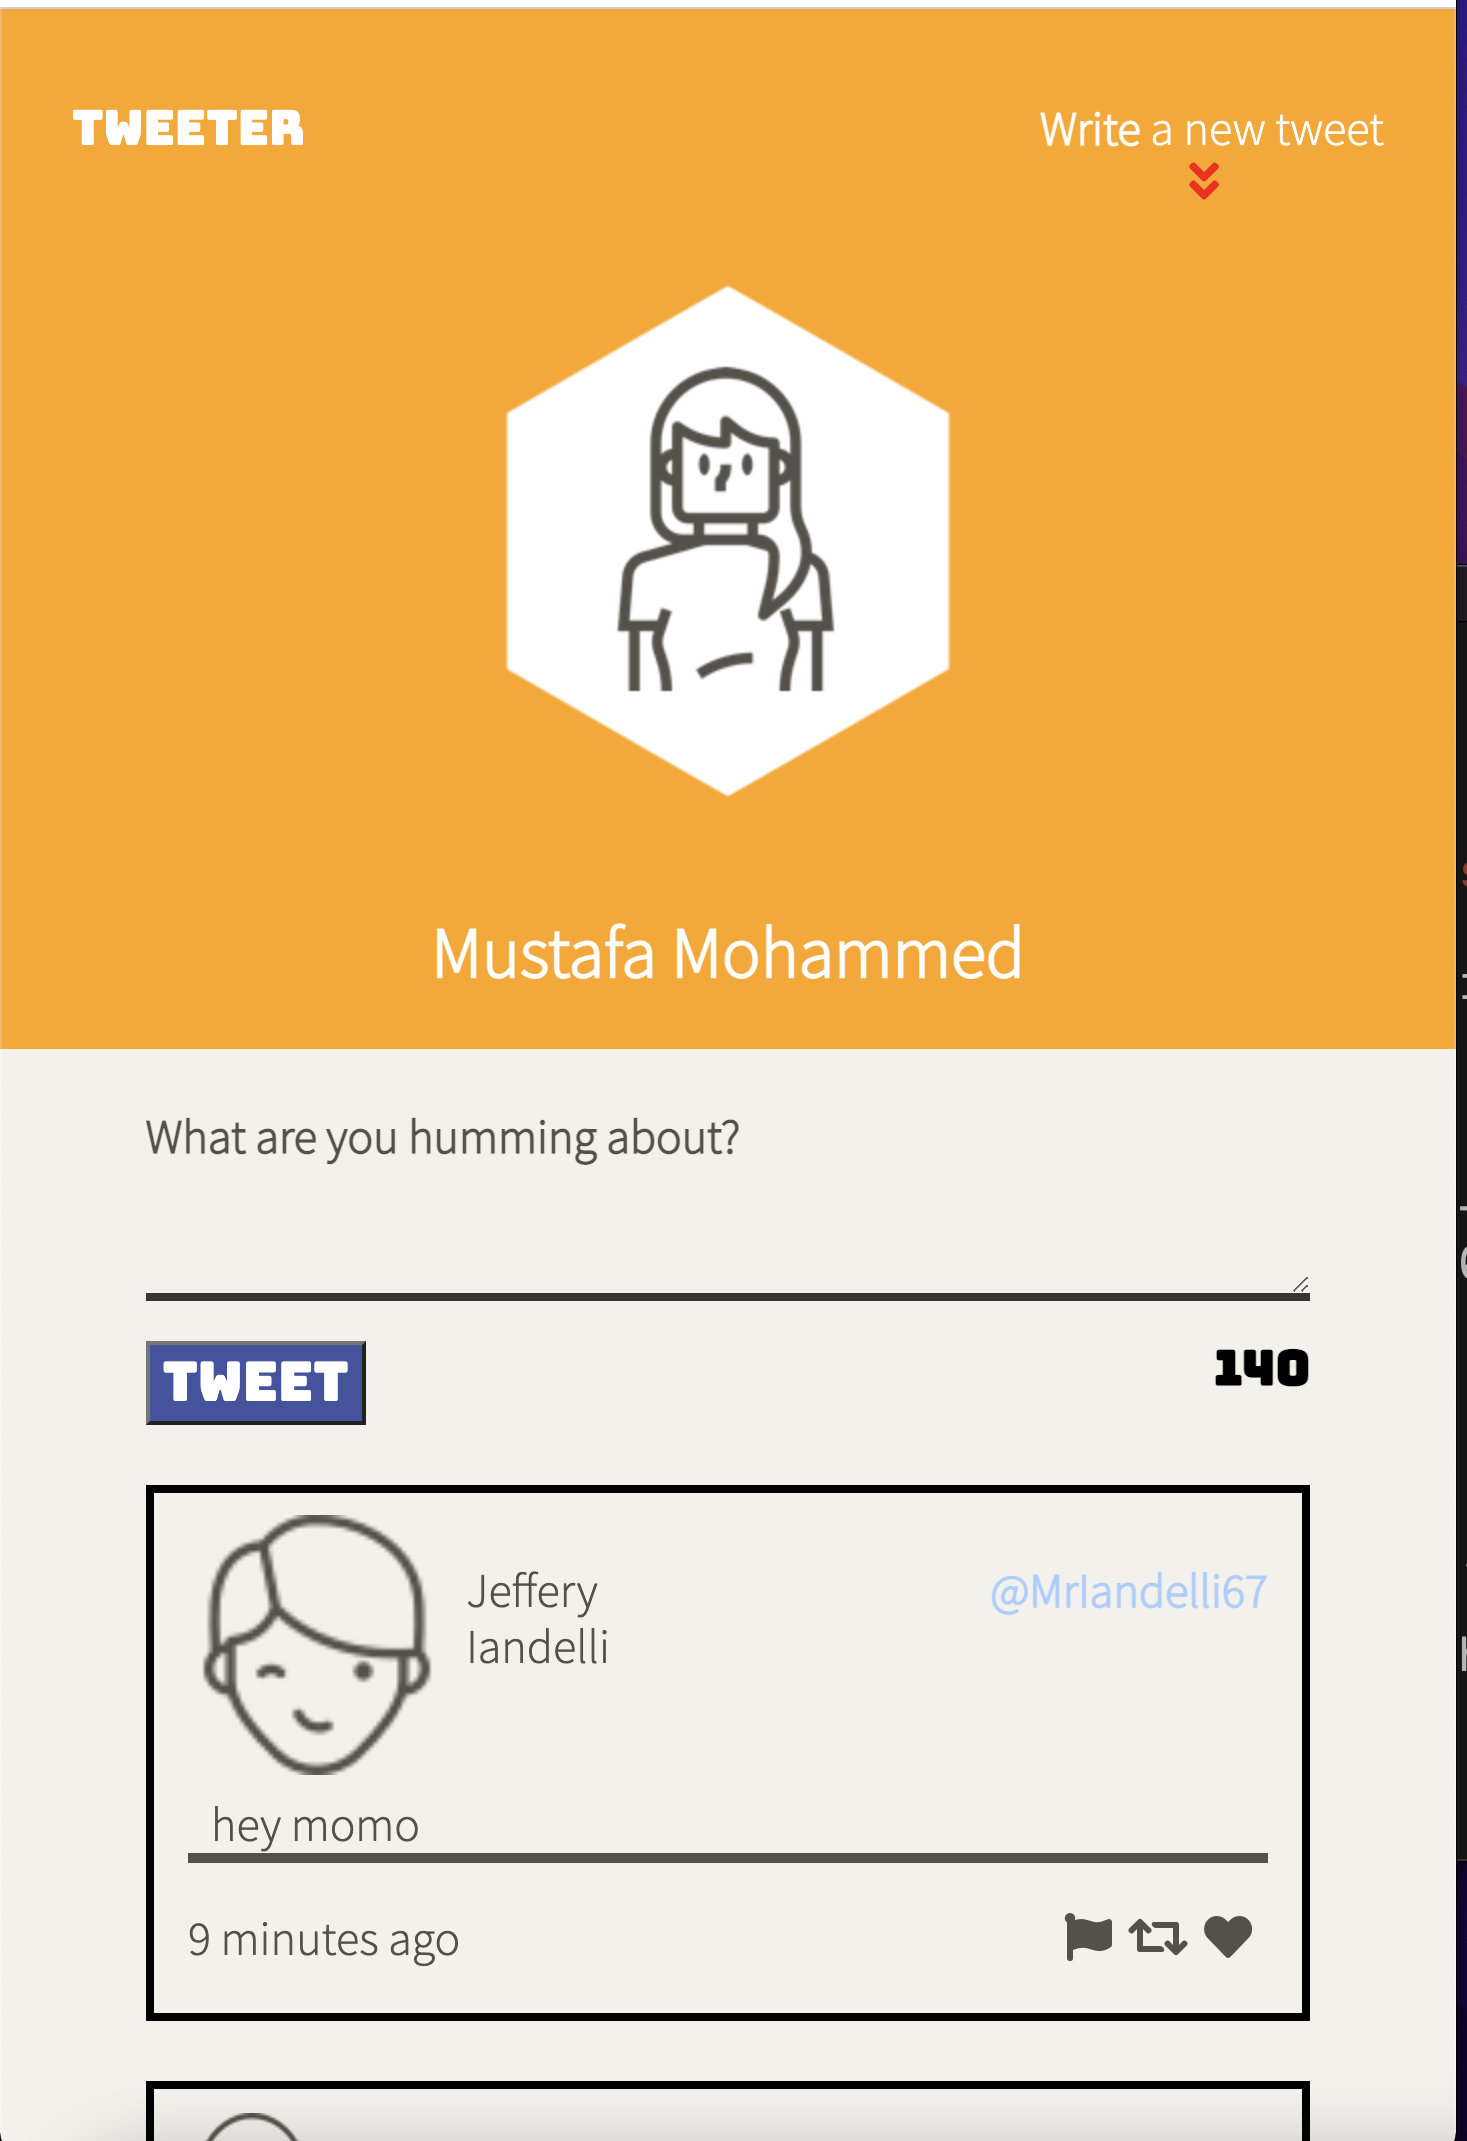 TWEETER
Write a new tweet
Mustafa Mohammed
What are you humming about?
TWEET
140
Jeffery
Iandelli
@MrIandelli67
hey momo
9 minutes ago